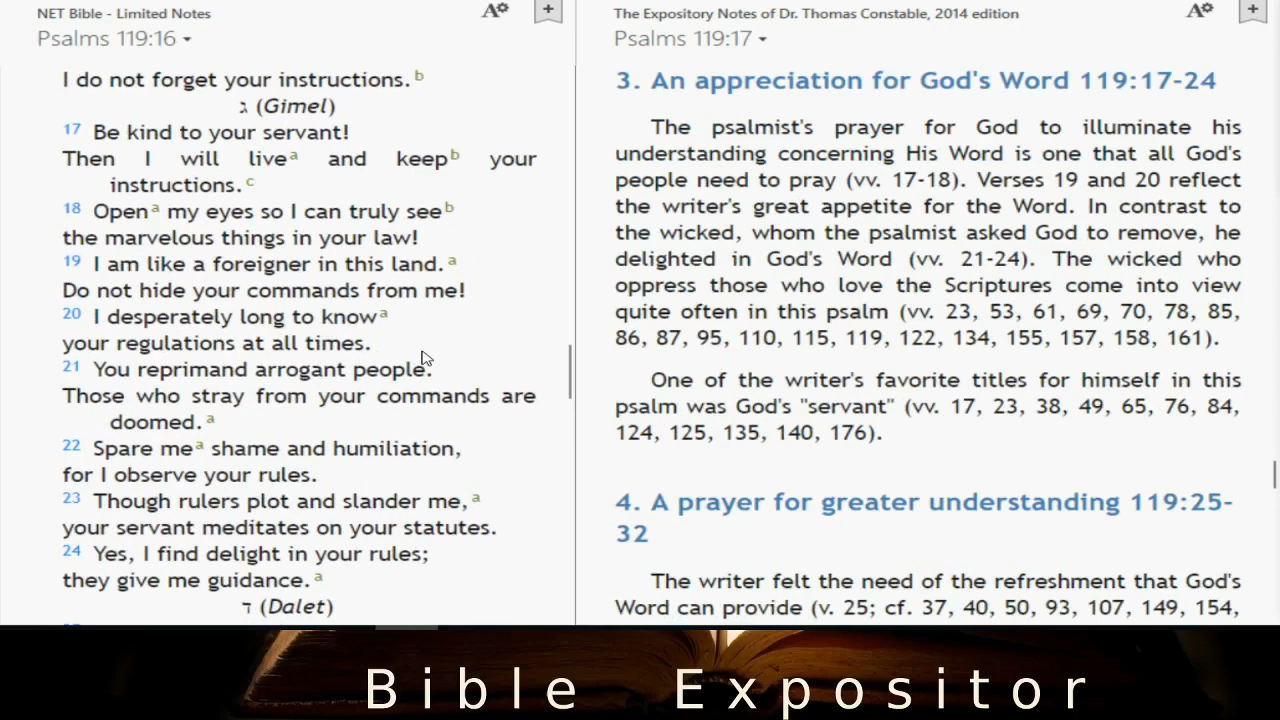 NET Bible - Limited Notes
Psalms 119:16
I do not forget your instructions. b
ג (Gimel)
17 Be kind to your servant!
Then I will live a and keep b your
instructions. c
18 Open a my eyes so I can truly see b
the marvelous things in your law!
19 I am like a foreigner in this land. a
Do not hide your commands from me!
20 I desperately long to know a
your regulations at all times.
21 You reprimand arrogant people.
Those who stray from your commands are
doomed. a
22 Spare me a shame and humiliation,
for I observe your rules.
23 Though rulers plot and slander me, a
your servant meditates on your statutes.
24 Yes, I find delight in your rules;
they give me guidance. a
ד (Dalet)
The Expository Notes of Dr. Thomas Constable, 2014 edition
Psalms 119:17
3. An appreciation for God's Word 119:17-24
The psalmist's prayer for God to illuminate his
understanding concerning His Word is one that all God's
people need to pray (vv. 17-18). Verses 19 and 20 reflect
the writer's great appetite for the Word. In contrast to
the wicked, whom the psalmist asked God to remove, he
delighted in God's Word (vv. 21-24). The wicked who
oppress those who love the Scriptures come into view
quite often in this psalm (vv. 23, 53, 61, 69, 70, 78, 85,
86, 87, 95, 110, 115, 119, 122, 134, 155, 157, 158, 161).
One of the writer's favorite titles for himself in this
psalm was God's "servant" (vv. 17, 23, 38, 49, 65, 76, 84,
124, 125, 135, 140, 176).
4. A prayer for greater understanding 119:25-
32
The writer felt the need of the refreshment that God's
Word can provide (v. 25; cf. 37, 40, 50, 93, 107, 149, 154,
Bible Expositor